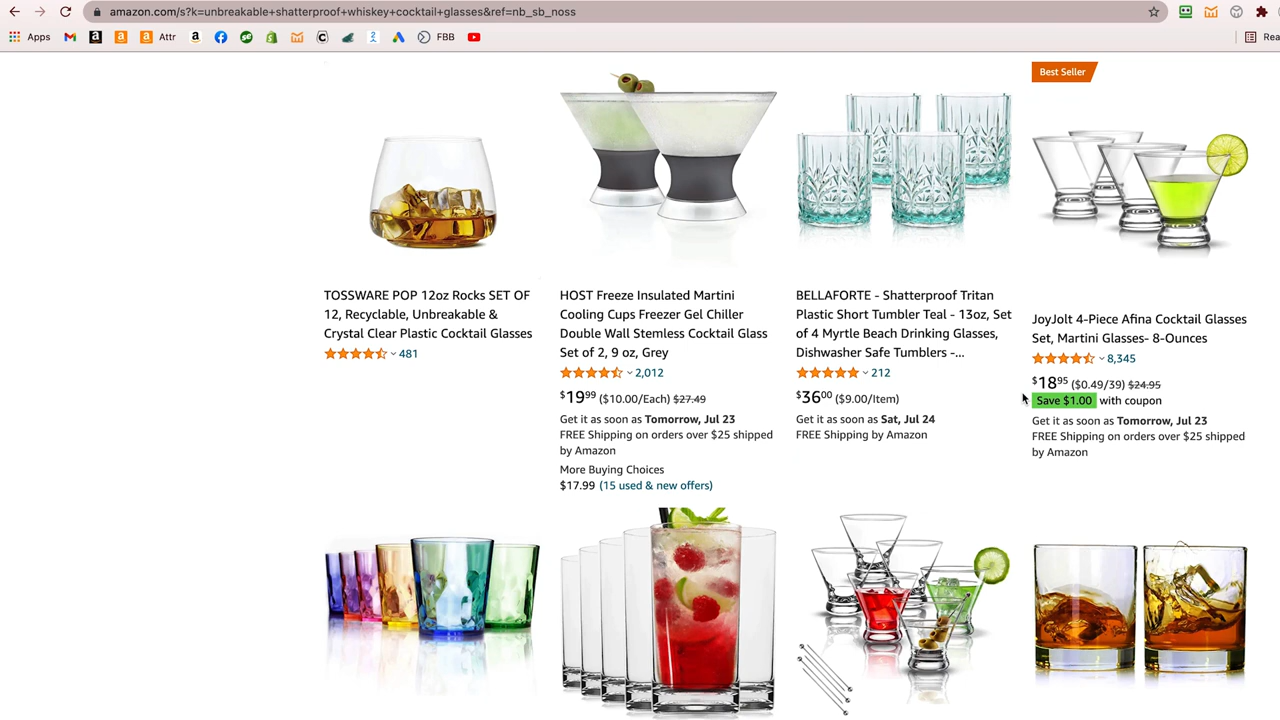 amazon.com/s?k=unbreakable+shatterproof+whiskey+cocktail+glasses&ref=nb_sb_noss
Apps
Attr
FBB
Rea
Best Seller
TOSSWARE POP 12oz Rocks SET OF
12, Recyclable, Unbreakable &
Crystal Clear Plastic Cocktail Glasses
481
HOST Freeze Insulated Martini
Cooling Cups Freezer Gel Chiller
Double Wall Stemless Cocktail Glass
Set of 2, 9 oz, Grey
2,012
$19.99 ($10.00/Each) $27.49
Get it as soon as Tomorrow, Jul 23
FREE Shipping on orders over $25 shipped
by Amazon
More Buying Choices
$17.99 (15 used & new offers)
BELLAFORTE - Shatterproof Tritan
Plastic Short Tumbler Teal - 13oz, Set
of 4 Myrtle Beach Drinking Glasses,
Dishwasher Safe Tumblers -...
212
$36.00 ($9.00/Item)
Get it as soon as Sat, Jul 24
FREE Shipping by Amazon
JoyJolt 4-Piece Afina Cocktail Glasses
Set, Martini Glasses- 8-Ounces
8,345
$18.95 ($0.49/39) $24.95
Save $1.00 with coupon
Get it as soon as Tomorrow, Jul 23
FREE Shipping on orders over $25 shipped
by Amazon